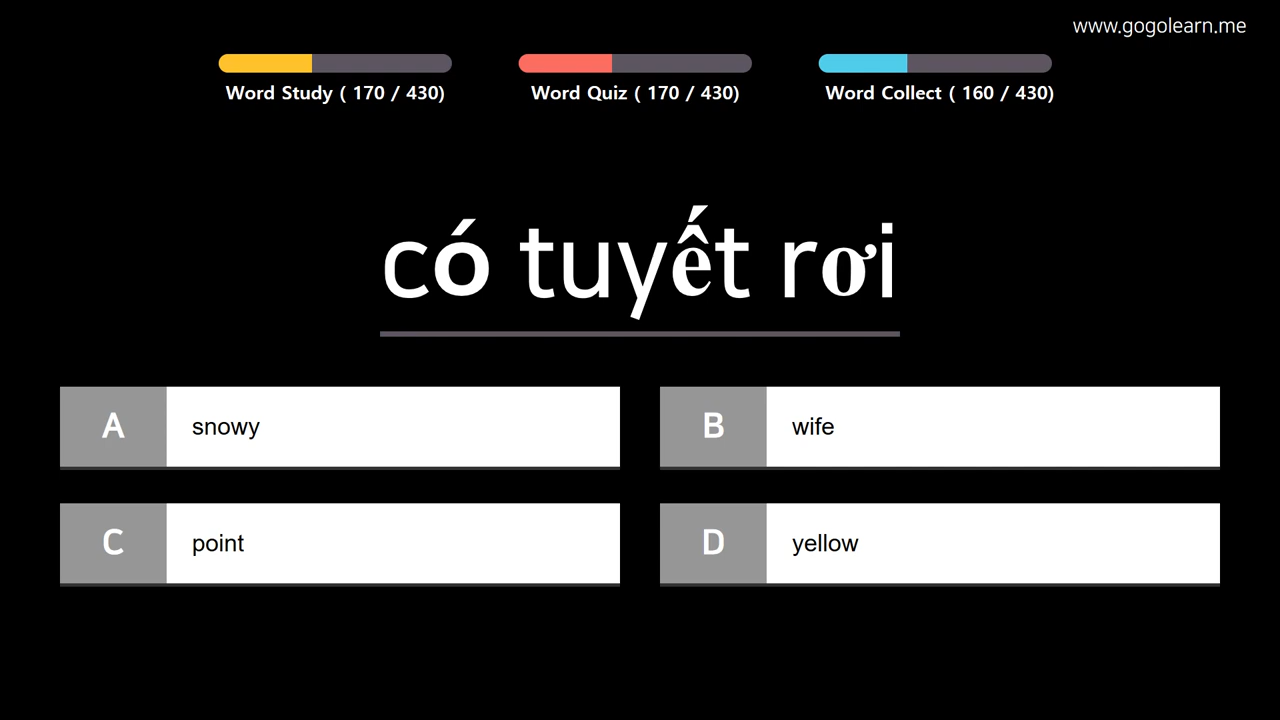 www.gogolearn.me
Word Study ( 170 / 430)
Word Quiz ( 170 / 430)
Word Collect ( 160 / 430)
có tuyết rơi
A snowy
B wife
C point
D yellow